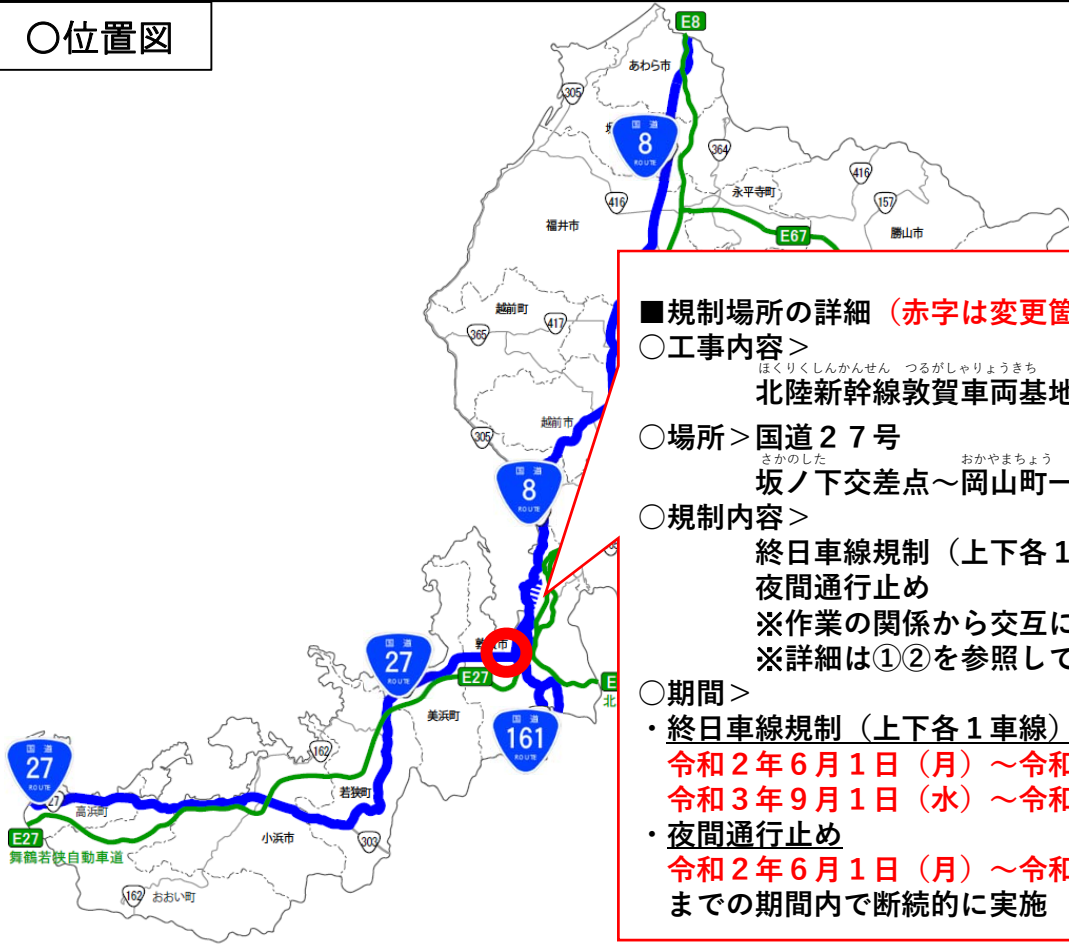 ○位置図
E8
あわら市
305
国道
8
ROUTE
364
416
永平寺町
416
157
福井市
E67
勝山市
越前町
417
365
越前市
305
国道
8
ROUTE
国道
27
ROUTE
E27
美浜町
国道
161
ROUTE
国道
27
ROUTE
27
高浜町
162
若狭町
小浜市
303
E27
舞鶴若狭自動車道
162
おおい町
■規制場所の詳細（赤字は変更箇
○工事内容＞
ほくりくしんかんせん つるがしゃりょうきち
北陸新幹線敦賀車両基地
○場所＞国道２７号
さかのした おかやまちょう
坂ノ下交差点～岡山町一
○規制内容＞
終日車線規制（上下各１
夜間通行止め
※作業の関係から交互に
※詳細は①②を参照して
○期間＞
・終日車線規制（上下各１車線）
令和２年６月１日（月）～令和
令和３年９月１日（水）～令和
・夜間通行止め
令和２年６月１日（月）～令和
までの期間内で断続的に実施